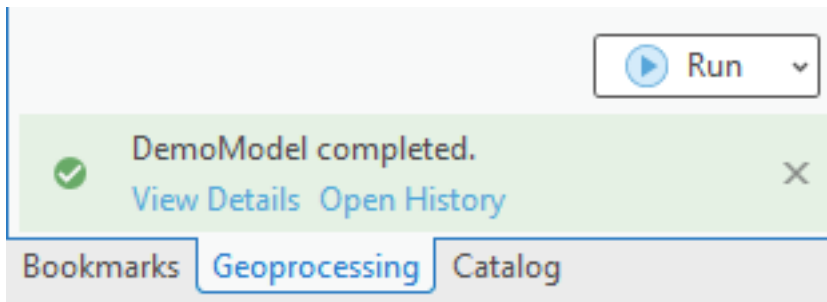 Run
DemoModel completed.
View Details Open History
Bookmarks Geoprocessing Catalog